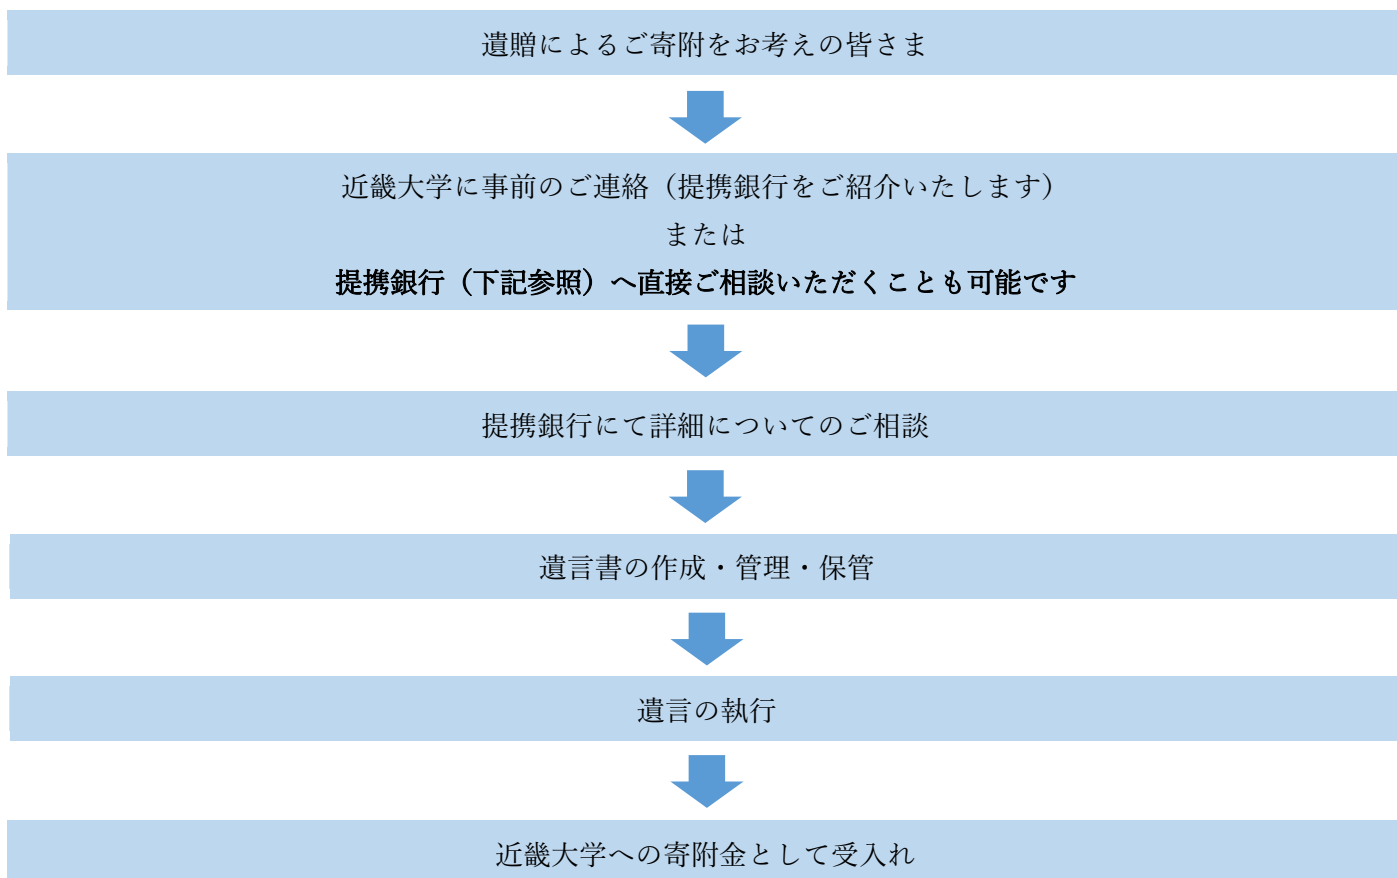 遺贈によるご寄附をお考えの皆さま
近畿大学に事前のご連絡（提携銀行をご紹介いたします）
または
提携銀行（下記参照）へ直接ご相談いただくことも可能です
提携銀行にて詳細についてのご相談
遺言書の作成・管理・保管
遺言の執行
近畿大学への寄附金として受入れ